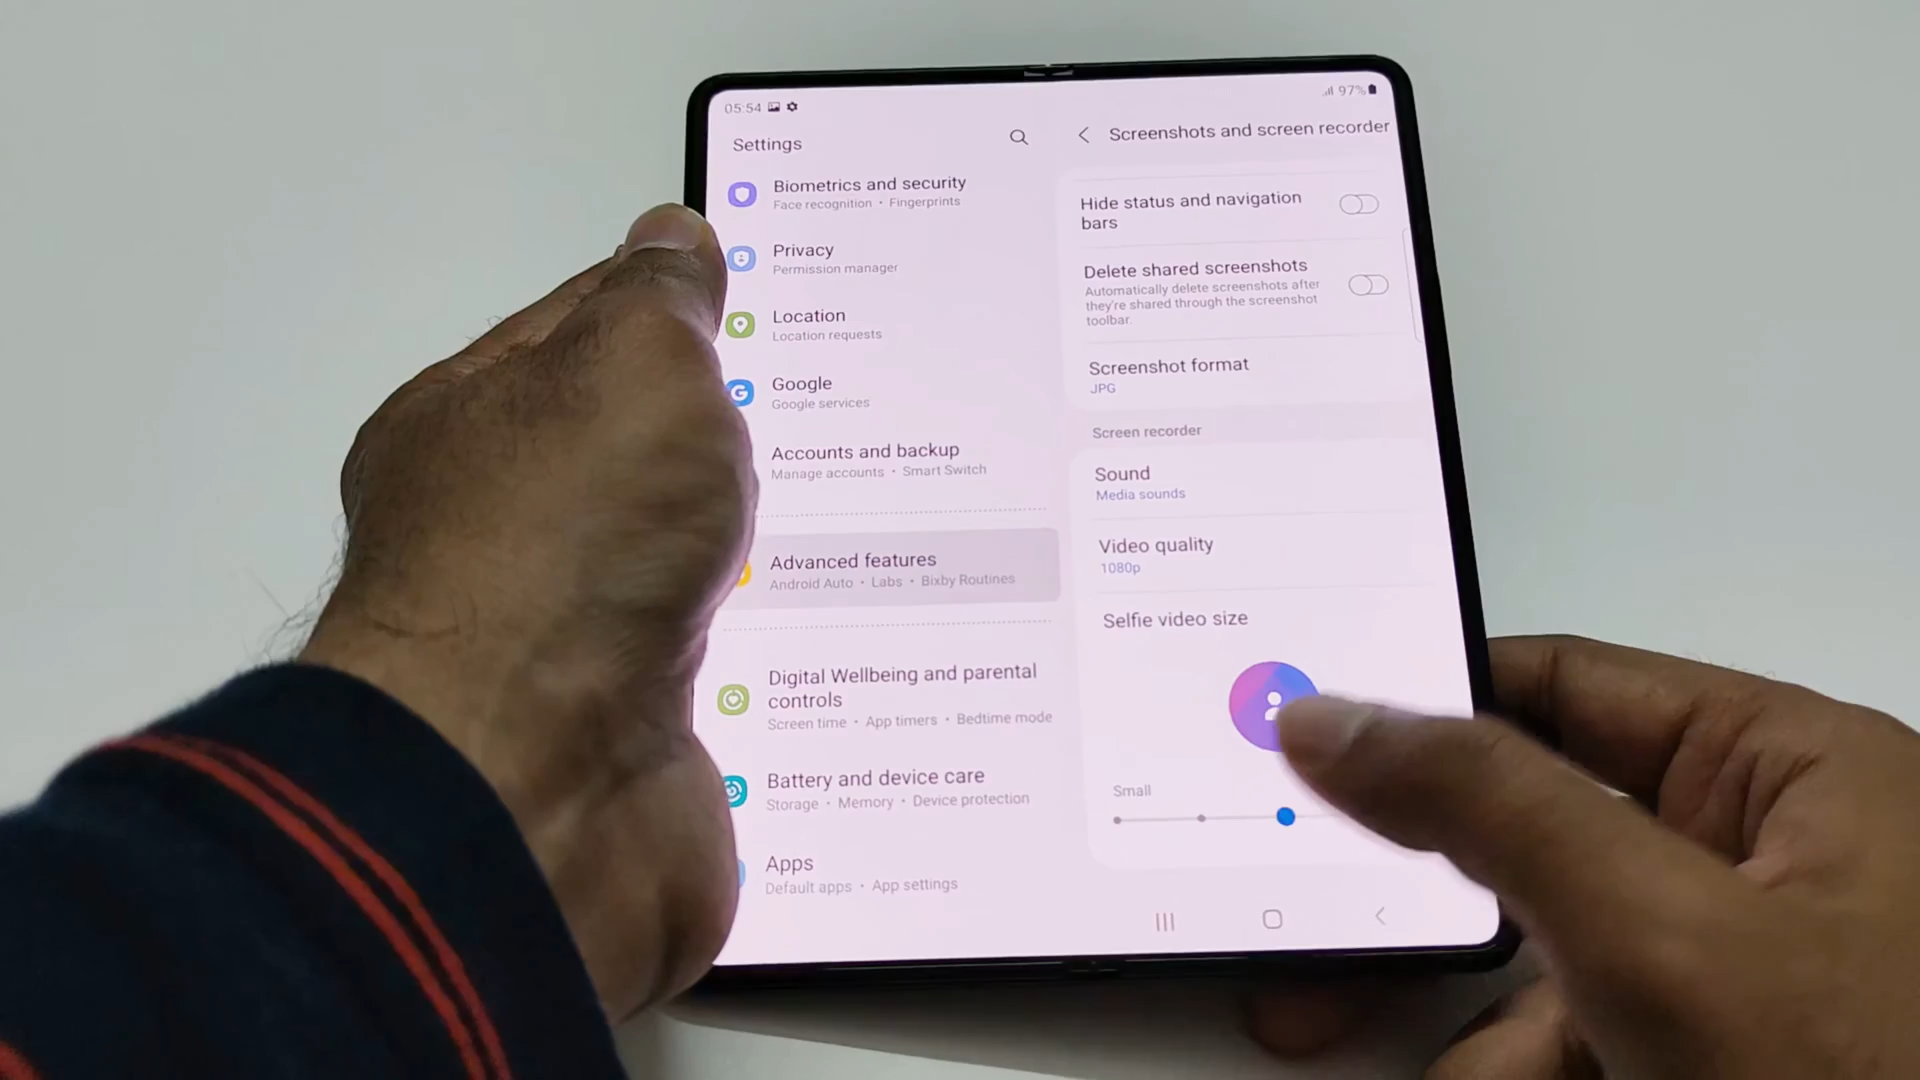 05:54
97%
Settings
Biometrics and security
Face recognition • Fingerprints
Privacy
Permission manager
Location
Location requests
Google
Google services
Accounts and backup
Manage accounts • Smart Switch
Advanced features
Android Auto • Labs • Bixby Routines
Digital Wellbeing and parental
controls
Screen time • App timers • Bedtime mode
Battery and device care
Storage • Memory • Device protection
Apps
Default apps • App settings
Screenshots and screen recorder
Hide status and navigation
bars
Delete shared screenshots
Automatically delete screenshots after
they're shared through the screenshot
toolbar.
Screenshot format
JPG
Screen recorder
Sound
Media sounds
Video quality
1080p
Selfie video size
Small